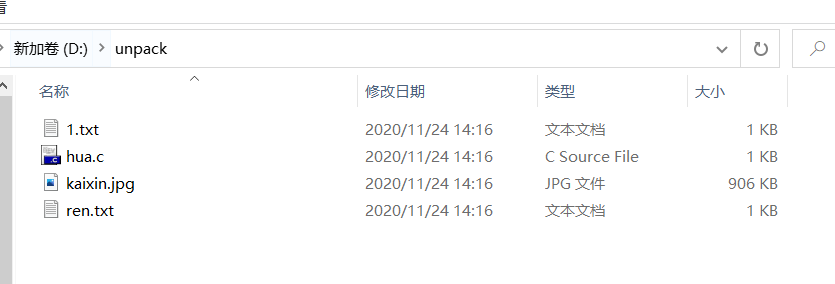 看
新加卷 (D:) > unpack
名称 修改日期 类型 大小
1.txt 2020/11/24 14:16 文本文档 1 KB
hua.c 2020/11/24 14:16 C Source File 1 KB
kaixin.jpg 2020/11/24 14:16 JPG 文件 906 KB
ren.txt 2020/11/24 14:16 文本文档 1 KB